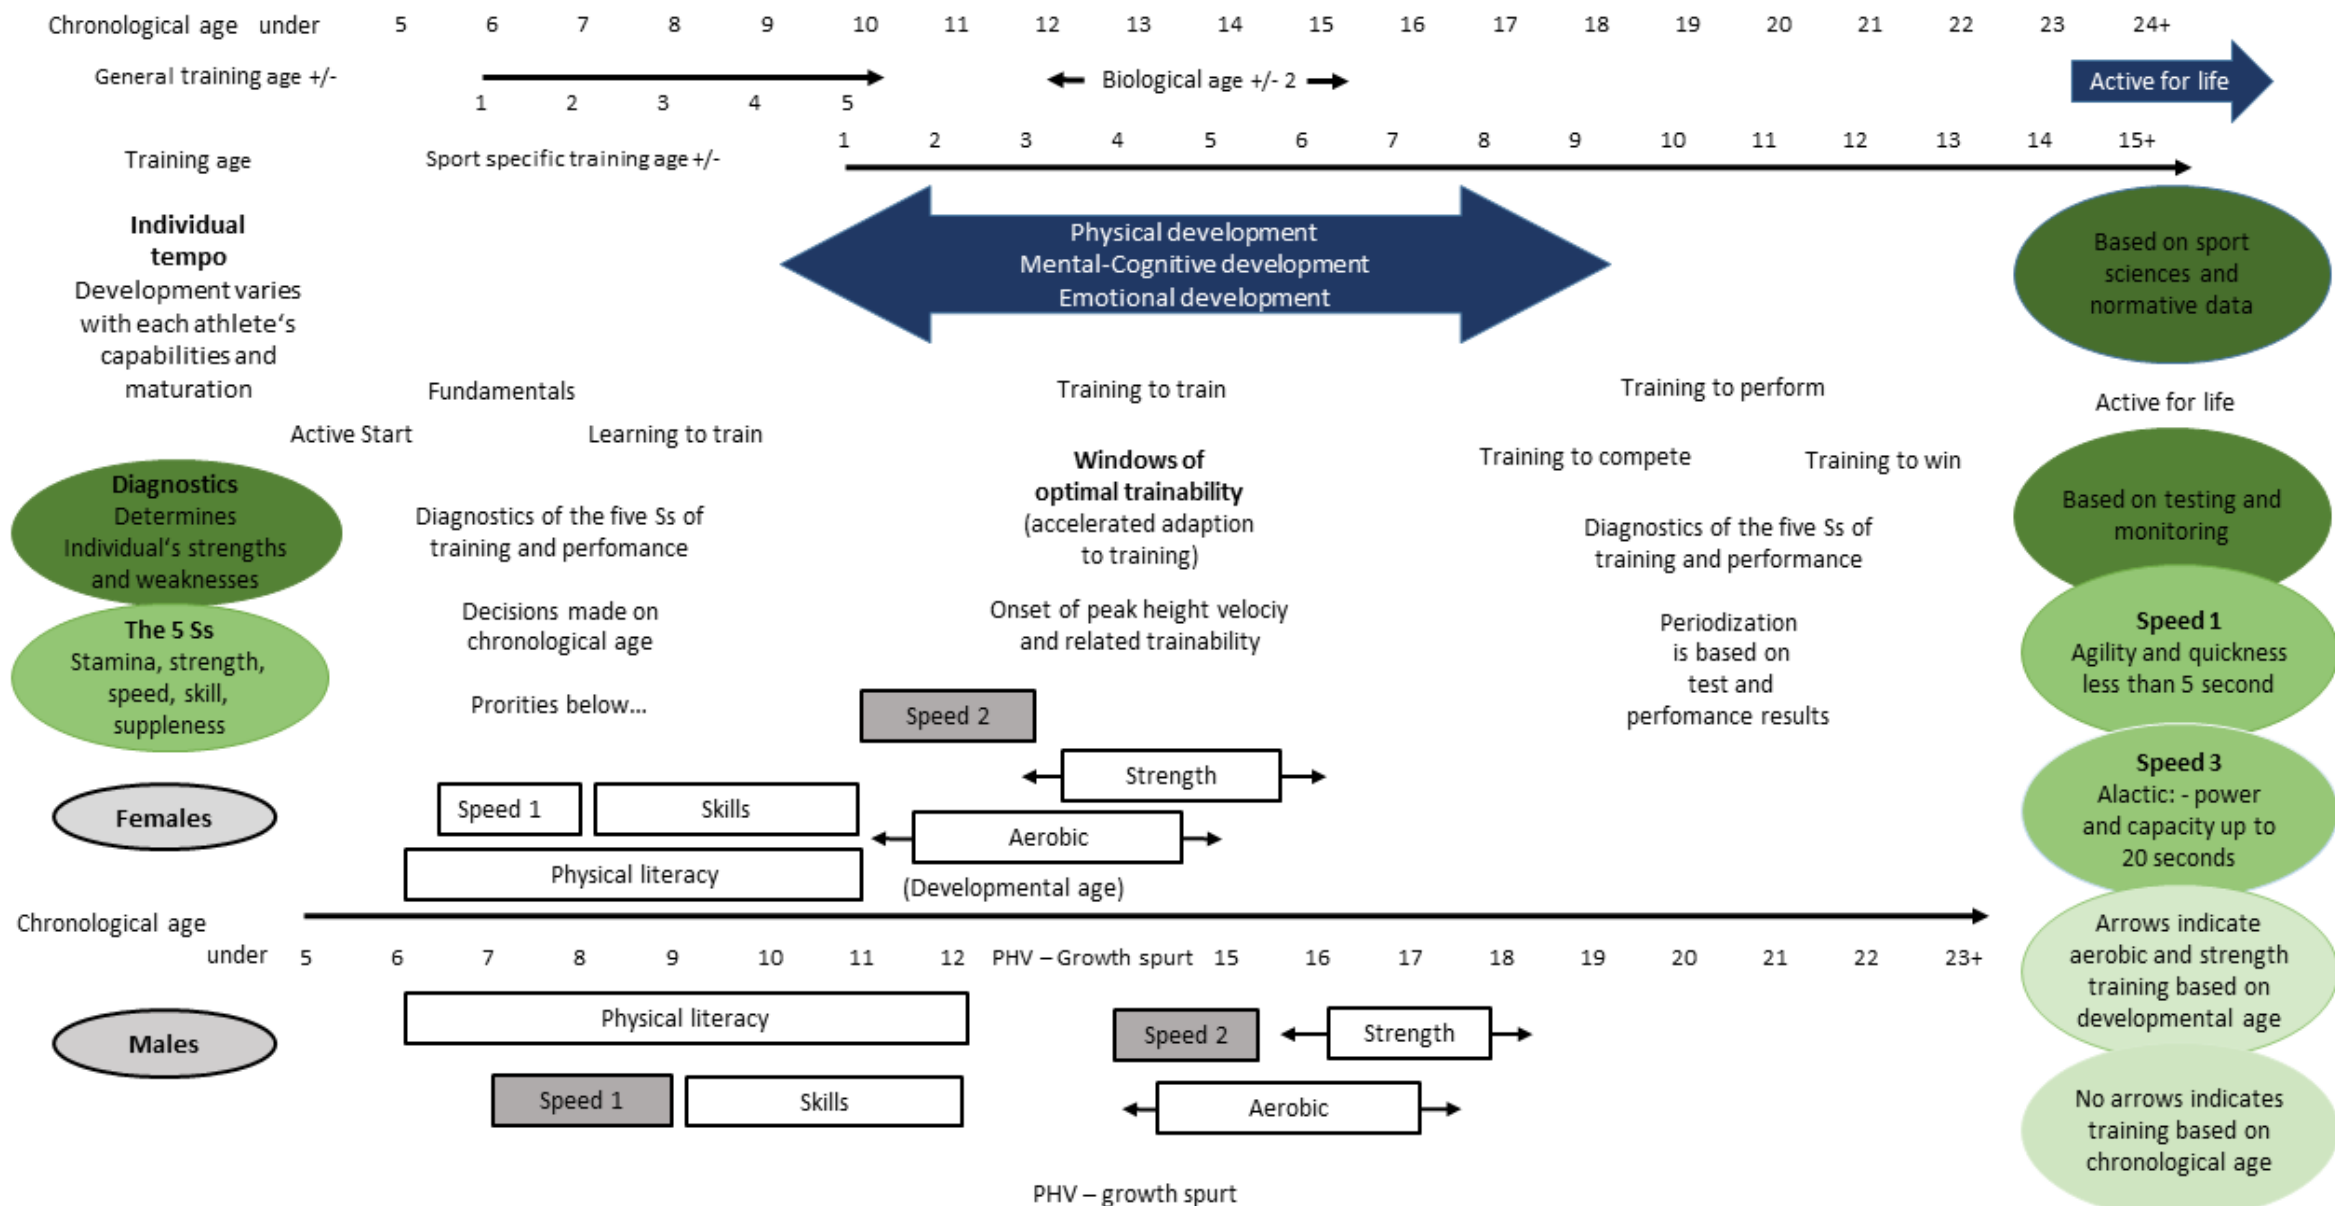 Chronological age under 5 6 7 8 9 10 11 12 13 14 15 16 17 18 19 20 21 22 23 24+
General training age +/-
1 2 3 4 5
Biological age +/- 2
Active for life
Training age
Sport specific training age +/-
1 2 3 4 5 6 7 8 9 10 11 12 13 14 15+
Individual
tempo
Development varies
with each athlete‘s
capabilities and
maturation
Physical development
Mental-Cognitive development
Emotional development
Based on sport
sciences and
normative data
Active Start
Fundamentals
Learning to train
Training to train
Training to perform
Training to compete
Training to win
Active for life
Diagnostics
Determines
Individual‘s strengths
and weaknesses
Diagnostics of the five Ss of
training and perfomance
Windows of
optimal trainability
(accelerated adaption
to training)
Diagnostics of the five Ss of
training and performance
Based on testing and
monitoring
The 5 Ss
Stamina, strength,
speed, skill,
suppleness
Decisions made on
chronological age
Prorities below...
Onset of peak height velociy
and related trainability
Periodization
is based on
test and
perfomance results
Speed 1
Agility and quickness
less than 5 second
Speed 2
Strength
Females
Speed 1
Skills
Aerobic
Physical literacy
(Developmental age)
Speed 3
Alactic: - power
and capacity up to
20 seconds
Chronological age
under 5 6 7 8 9 10 11 12 PHV – Growth spurt 15 16 17 18 19 20 21 22 23+
Arrows indicate
aerobic and strength
training based on
developmental age
Males
Physical literacy
Speed 2
Strength
Speed 1
Skills
Aerobic
No arrows indicates
training based on
chronological age
PHV – growth spurt